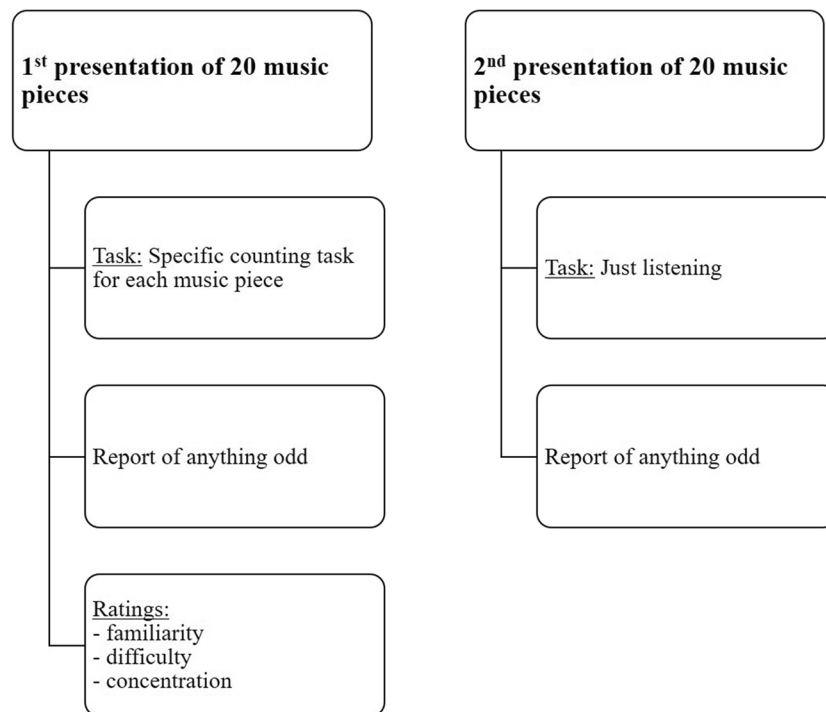 1st presentation of 20 music
pieces
Task: Specific counting task
for each music piece
Report of anything odd
Ratings:
- familiarity
- difficulty
- concentration
2nd presentation of 20 music
pieces
Task: Just listening
Report of anything odd